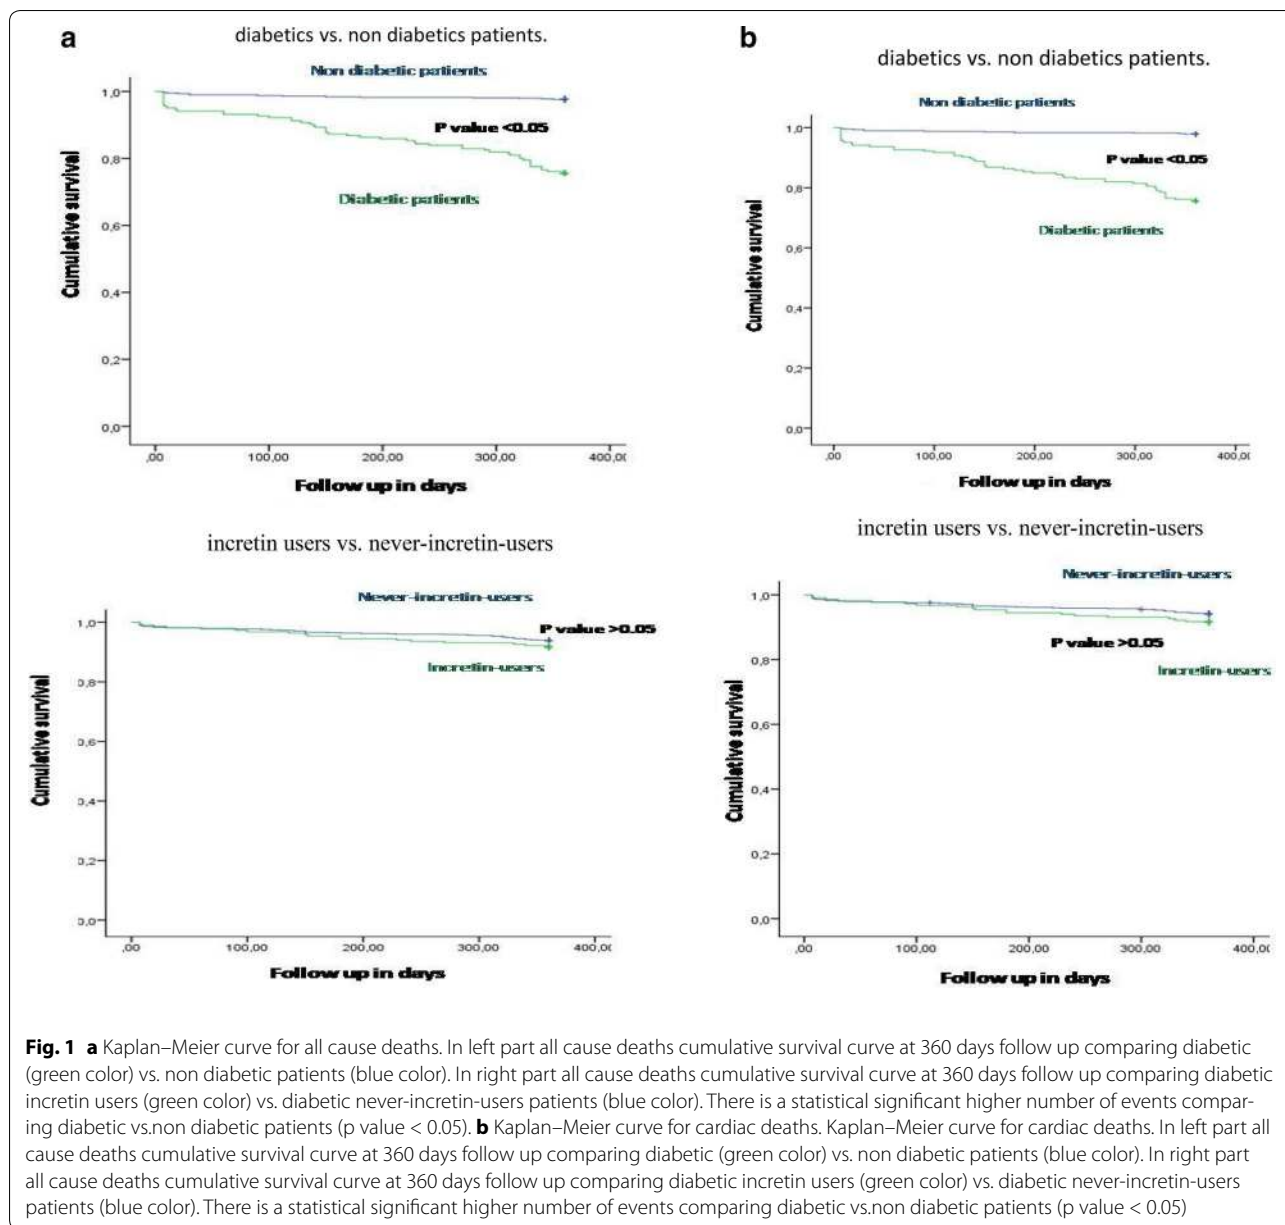 a
diabetics vs. non diabetics patients.
Non diabetic patients
1,0
P value <0.05
0,8
Diabetic patients
0,6
Cumulative survival
0,4
0,2
0,0
,00 100,00 200,00 300,00 400,0
Follow up in days
b
diabetics vs. non diabetics patients.
Non diabetic patients
1,0
P value <0.05
0,8
Diabetic patients
0,6
Cumulative survival
0,4
0,2
0,0
,00 100,00 200,00 300,00 400,0
Follow up in days
incretin users vs. never-incretin-users
Never-incretin-users
1,0
P value >0.05
Incretin-users
0,8
0,6
Cumulative survival
0,4
0,2
0,0
,00 100,00 200,00 300,00 400,0
Follow up in days
incretin users vs. never-incretin-users
Never-incretin-users
1,0
P value >0.05
0,8
Incretin-users
0,6
Cumulative survival
0,4
0,2
0,0
,00 100,00 200,00 300,00 400,0
Follow up in days
Fig. 1 a Kaplan–Meier curve for all cause deaths. In left part all cause deaths cumulative survival curve at 360 days follow up comparing diabetic
(green color) vs. non diabetic patients (blue color). In right part all cause deaths cumulative survival curve at 360 days follow up comparing diabetic
incretin users (green color) vs. diabetic never-incretin-users patients (blue color). There is a statistical significant higher number of events compar-
ing diabetic vs.non diabetic patients (p value < 0.05). b Kaplan–Meier curve for cardiac deaths. Kaplan–Meier curve for cardiac deaths. In left part all
cause deaths cumulative survival curve at 360 days follow up comparing diabetic (green color) vs. non diabetic patients (blue color). In right part
all cause deaths cumulative survival curve at 360 days follow up comparing diabetic incretin users (green color) vs. diabetic never-incretin-users
patients (blue color). There is a statistical significant higher number of events comparing diabetic vs.non diabetic patients (p value < 0.05)